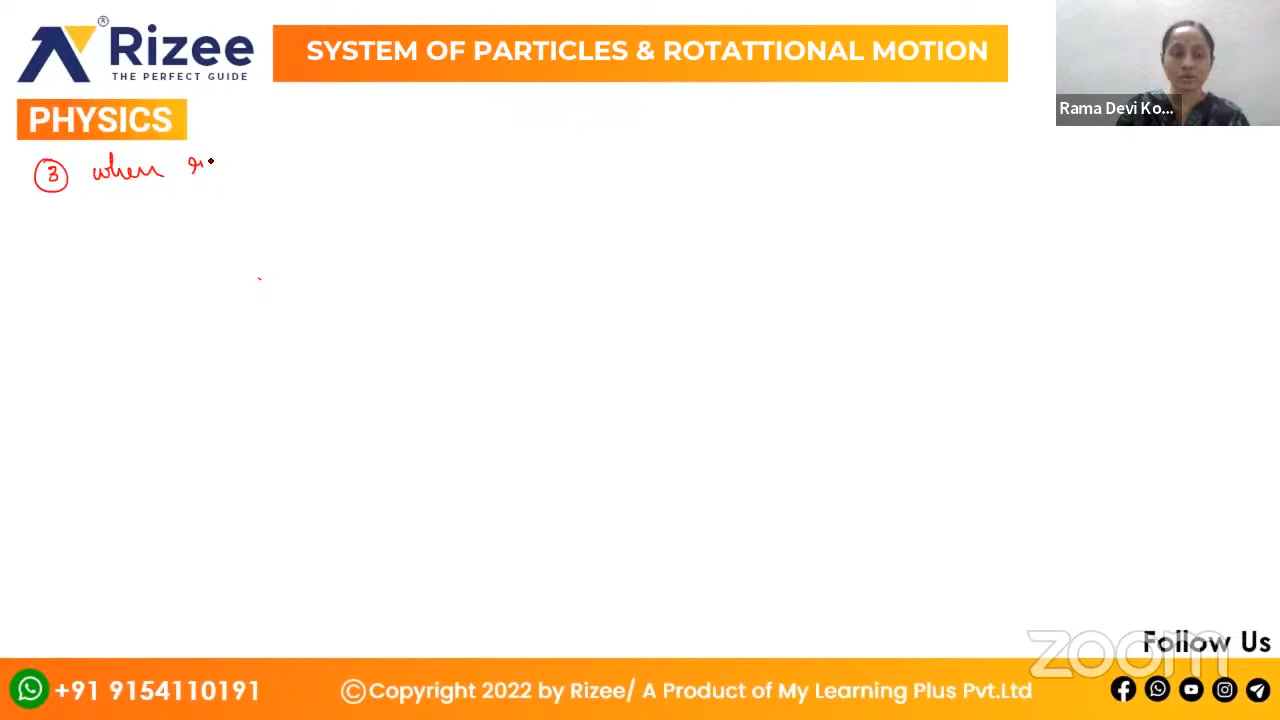 ® Rizee
THE PERFECT GUIDE
SYSTEM OF PARTICLES & ROTATTIONAL MOTION
Rama Devi Ko...
PHYSICS
3 when
Follow Us
zoom
+91 9154110191
©Copyright 2022 by Rizee/ A Product of My Learning Plus Pvt.Ltd